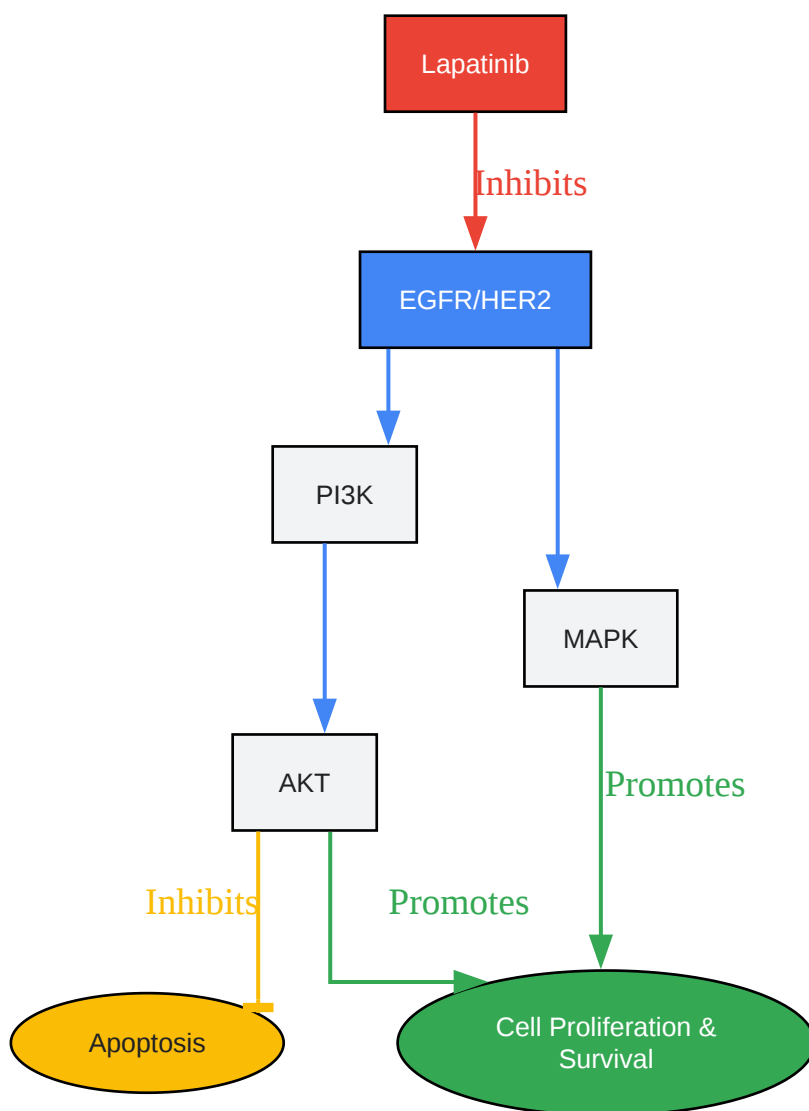 Lapatinib
Inhibits
EGFR/HER2
PI3K
MAPK
AKT
Promotes
Inhibits
Promotes
Apoptosis
Cell Proliferation &
Survival